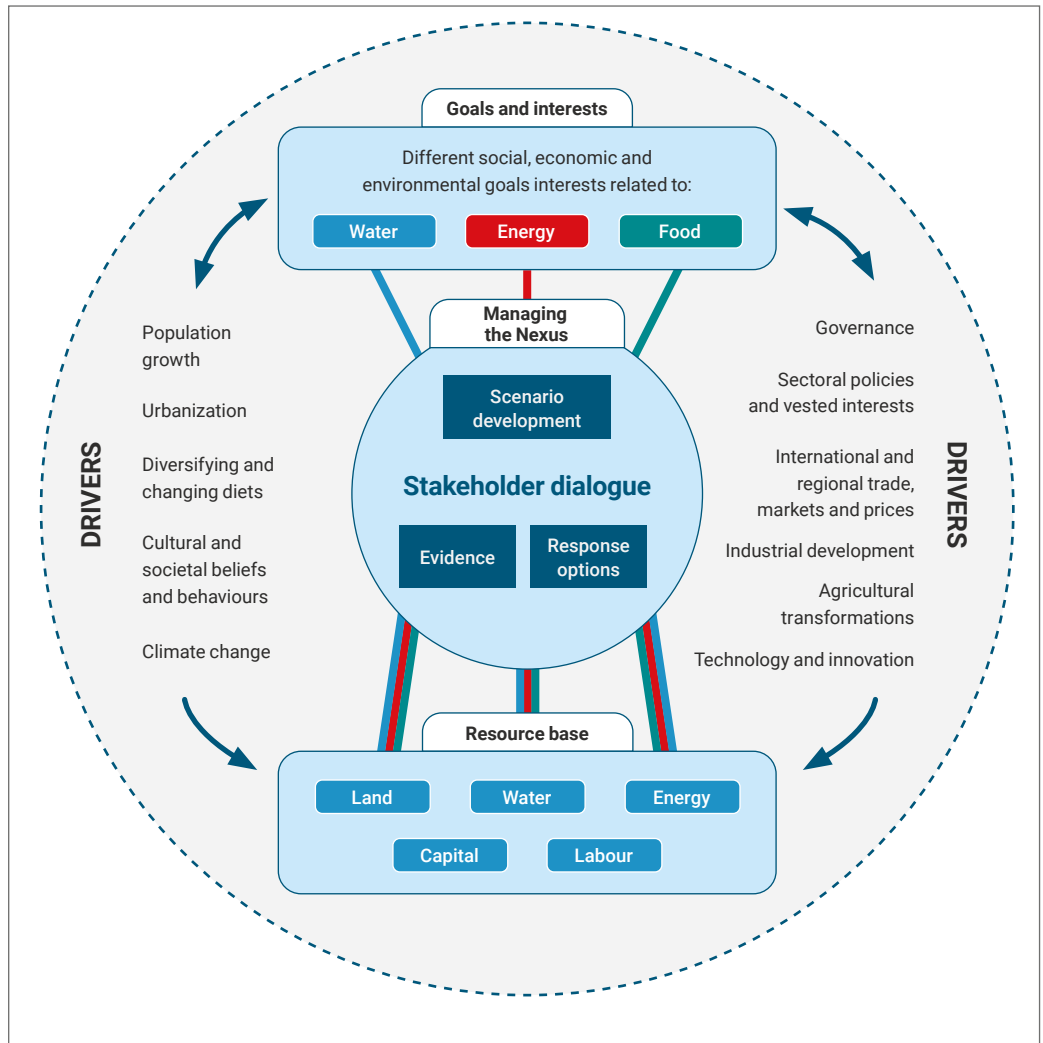 Goals and interests
Different social, economic and
environmental goals interests related to:
Water
Energy
Food
Managing
the Nexus
Scenario
development
Stakeholder dialogue
Evidence
Response
options
DRIVERS
Population
growth
Urbanization
Diversifying and
changing diets
Cultural and
societal beliefs
and behaviours
Climate change
Governance
Sectoral policies
and vested interests
International and
regional trade,
markets and prices
Industrial development
Agricultural
transformations
Technology and innovation
DRIVERS
Resource base
Land
Water
Energy
Capital
Labour